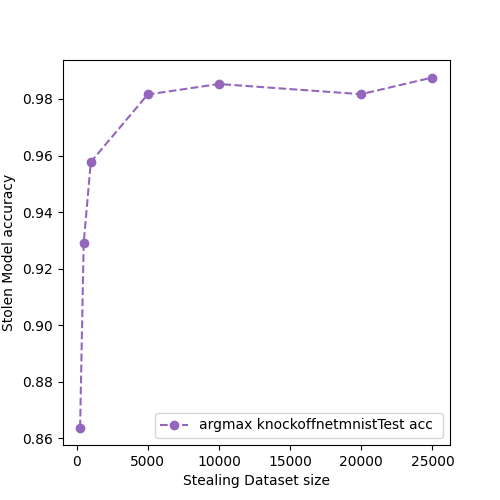 0.98
0.96
0.94
0.92
0.90
0.88
0.86
Stolen Model accuracy
argmax knockoffnetmnistTest acc
0 5000 10000 15000 20000 25000
Stealing Dataset size